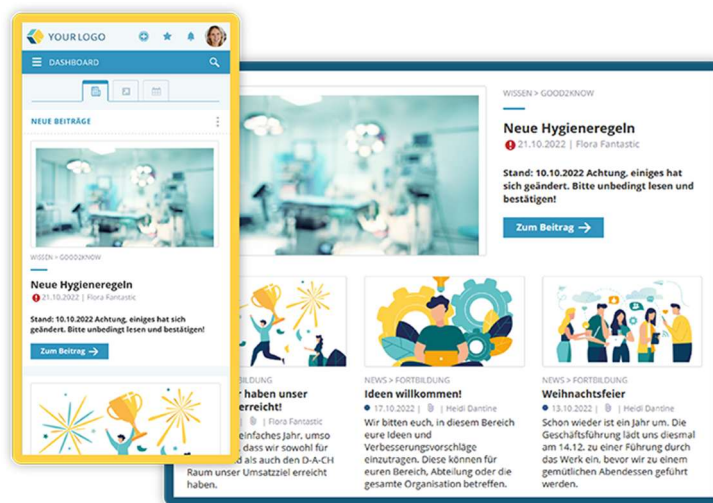 YOUR LOGO
DASHBOARD
NEUE BEITRÄGE
WISSEN > GOOD2KNOW
Neue Hygieneregeln
21.10.2022 | Flora Fantastic
Stand: 10.10.2022 Achtung, einiges hat sich
geändert. Bitte unbedingt lesen und bestätigen!
Zum Beitrag →
WISSEN > GOOD2KNOW
Neue Hygieneregeln
21.10.2022 | Flora Fantastic
Stand: 10.10.2022 Achtung, einiges hat
sich geändert. Bitte unbedingt lesen und
bestätigen!
Zum Beitrag →
BILDUNG
haben unser
erreicht!
| Flora Fantastic
einfaches Jahr, umso
dass wir sowohl für
als auch den D-A-CH
Raum unser Umsatzziel erreicht
haben.
NEWS > FORTBILDUNG
Ideen willkommen!
17.10.2022 | | Heidi Dantine
Wir bitten euch, in diesem Bereich
eure Ideen und
Verbesserungsvorschläge
einzutragen. Diese können für
euren Bereich, Abteilung oder die
gesamte Organisation betreffen.
NEWS > FORTBILDUNG
Weihnachtsfeier
13.10.2022 | | Heidi Dantine
Schon wieder ist ein Jahr um. Die
Geschäftsführung lädt uns diesmal
am 14.12. zu einer Führung durch
das Werk ein, bevor wir zu einem
gemütlichen Abendessen geführt
werden.